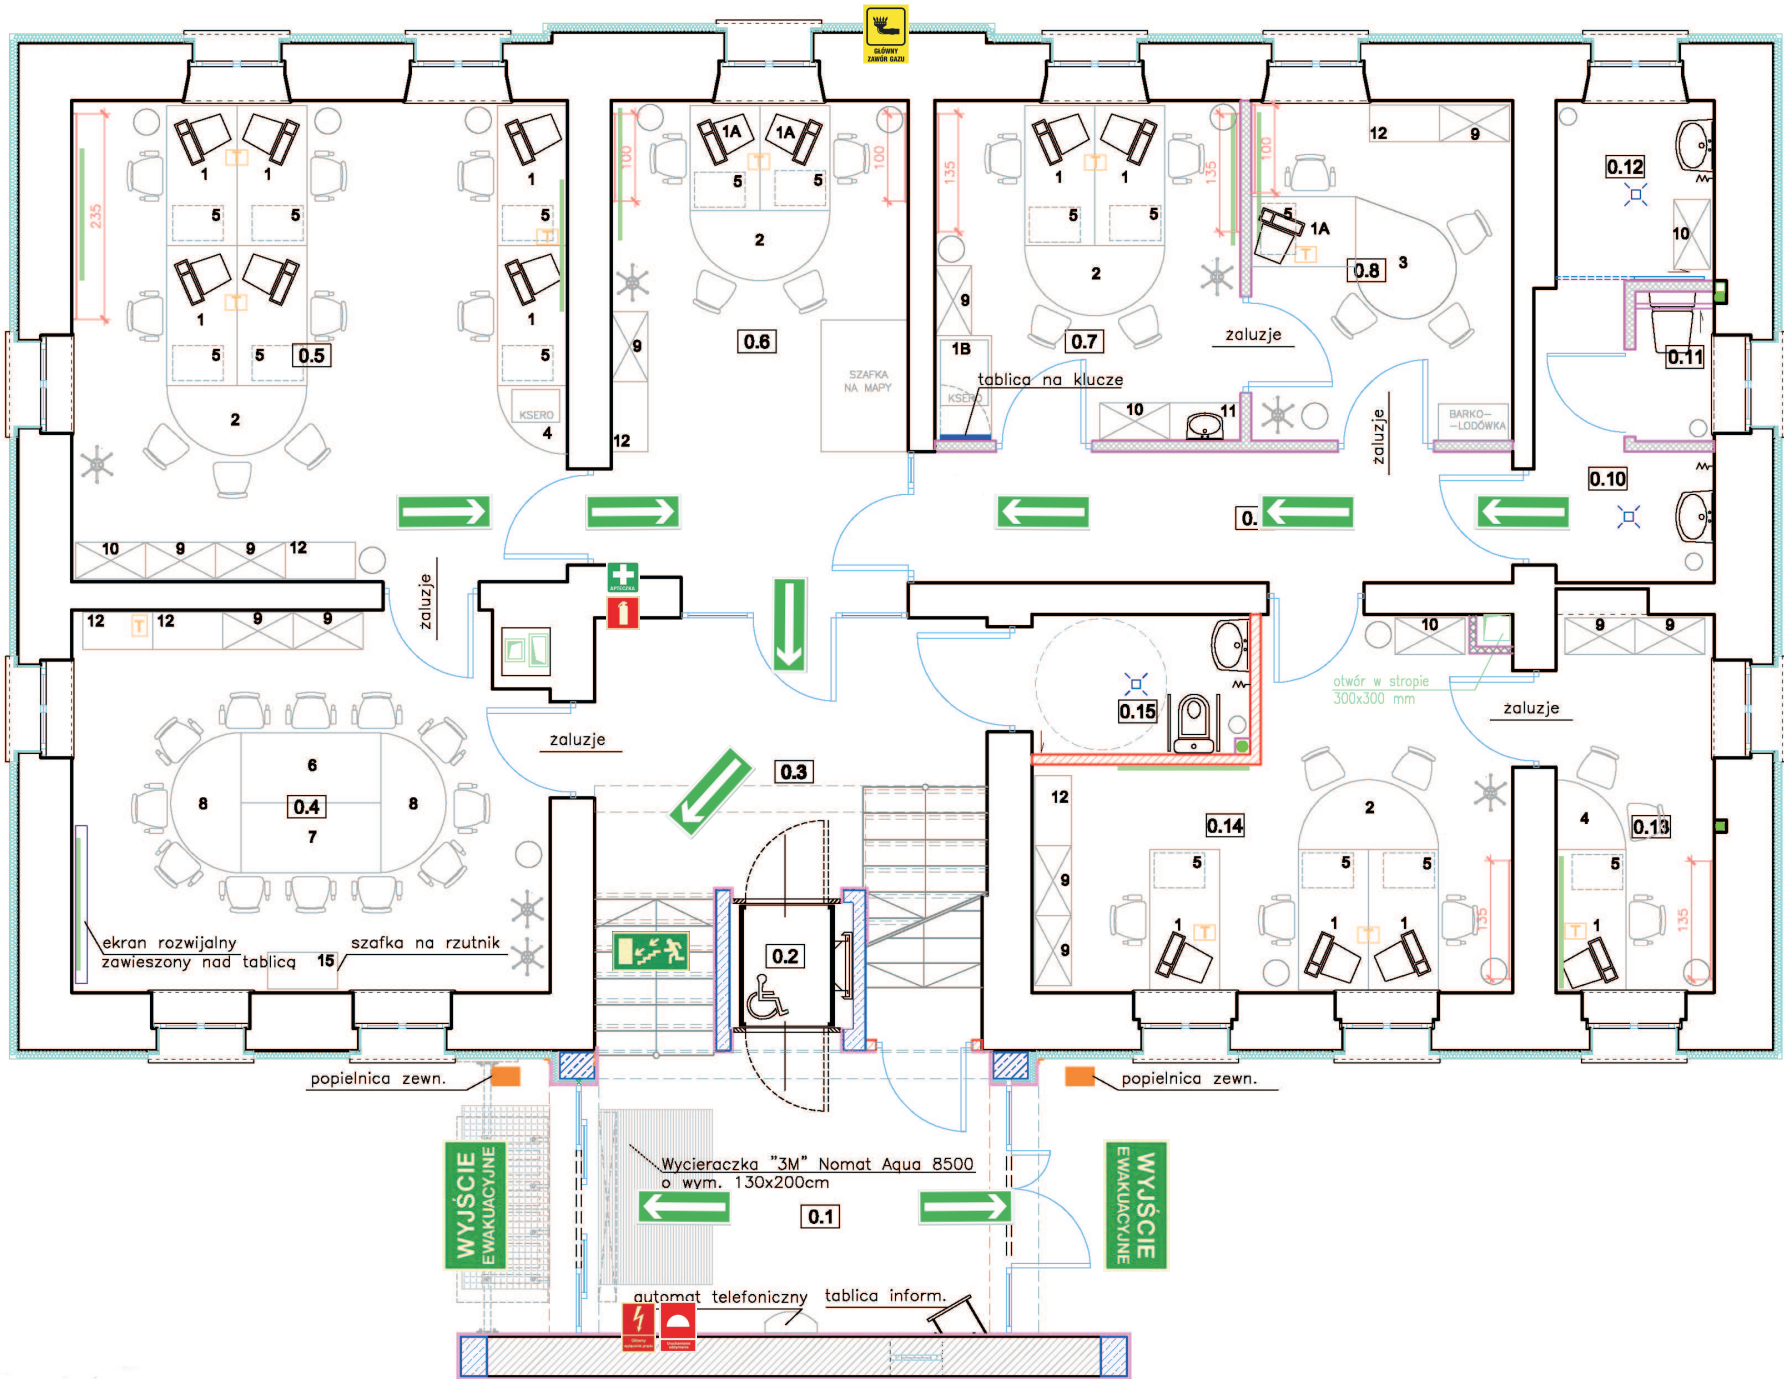 GŁÓWNY
ZAWÓR GAZU
235
1
1
5
5
1
5
1
1
5
5
0.5
1
5
2
KSERO
4
10
9
9
12
żaluzje
100
1A
1A
5
5
2
100
0.6
9
12
SZAFKA
NA MAPY
135
1
1
5
5
2
135
9
0.7
1B
KSERO
tablica na klucze
10
11
żaluzje
100
12
9
5
1A
0.8
3
żaluzje
BARKO-
-LODÓWKA
0.12
10
0.11
0.10
0.
APTECZKA
12
12
9
9
6
8
0.4
8
7
ekran rozwijalny
zawieszony nad tablicą
15
szafka na rzutnik
żaluzje
0.3
0.2
0.15
10
otwór w stropie
300x300 mm
żaluzje
9
9
12
0.14
9
9
2
5
5
5
1
1
1
135
4
0.13
5
1
135
popielnica zewn.
popielnica zewn.
WYJŚCIE
EWAKUACYJNE
Wycieraczka "3M" Nomat Aqua 8500
o wym. 130x200cm
0.1
WYJŚCIE
EWAKUACYJNE
automat telefoniczny
tablica inform.